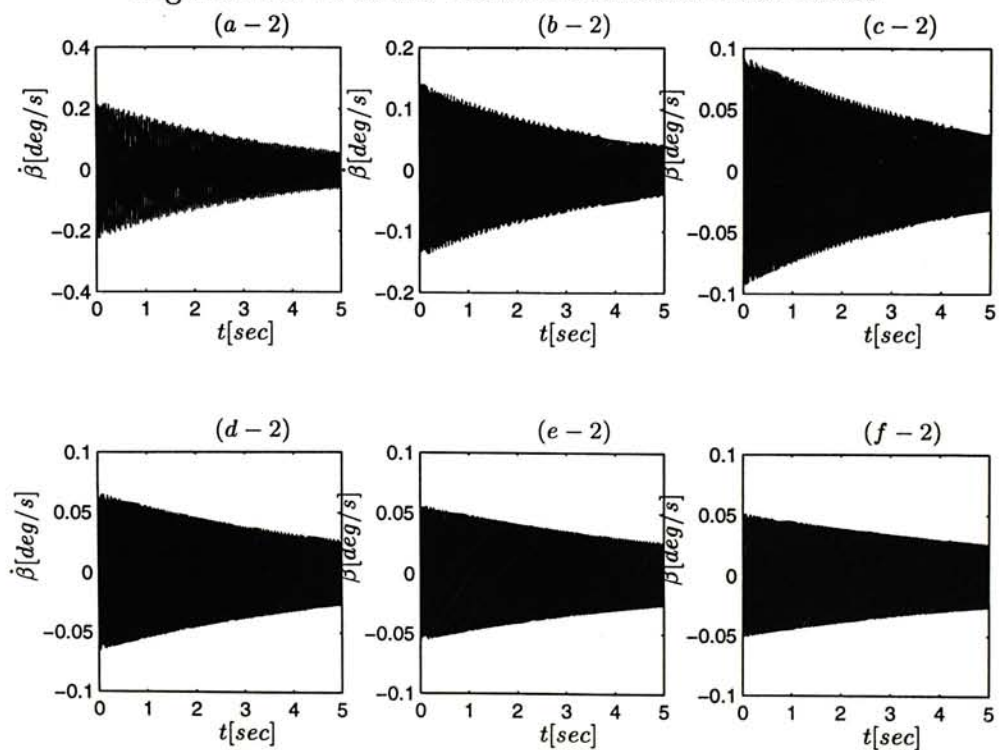 (a − 2)
(b − 2)
(c − 2)
0.4
0.2
0
−0.2
−0.4
β̇[deg/s]
0 1 2 3 4 5
t[sec]
0.2
0.1
0
−0.1
−0.2
β̇[deg/s]
0 1 2 3 4 5
t[sec]
0.1
0.05
0
−0.05
−0.1
β[deg/s]
0 1 2 3 4 5
t[sec]
(d − 2)
(e − 2)
(f − 2)
0.1
0.05
0
−0.05
−0.1
β̇[deg/s]
0 1 2 3 4 5
t[sec]
0.1
0.05
0
−0.05
−0.1
β[deg/s]
0 1 2 3 4 5
t[sec]
0.1
0.05
0
−0.05
−0.1
β[deg/s]
0 1 2 3 4 5
t[sec]